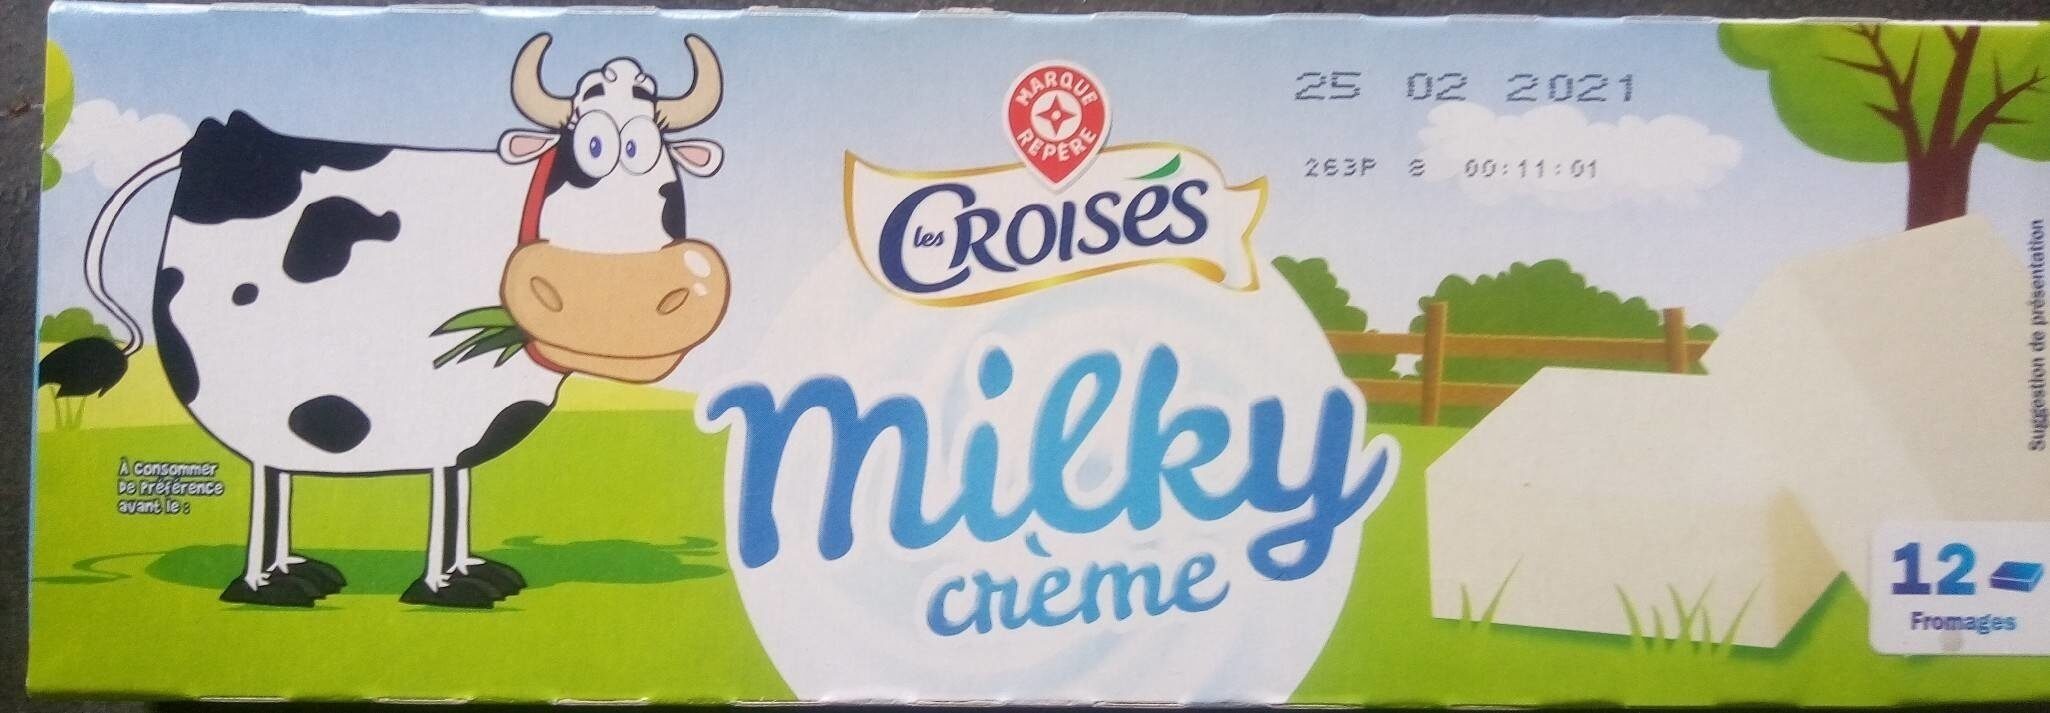 MARQUE
REPÈRE
les CROISÉS
milky
crème
25 02 2021
263P 8 00:11:01
À consommer
De Préférence
avant le :
Suggestion de présentation
12
Fromages